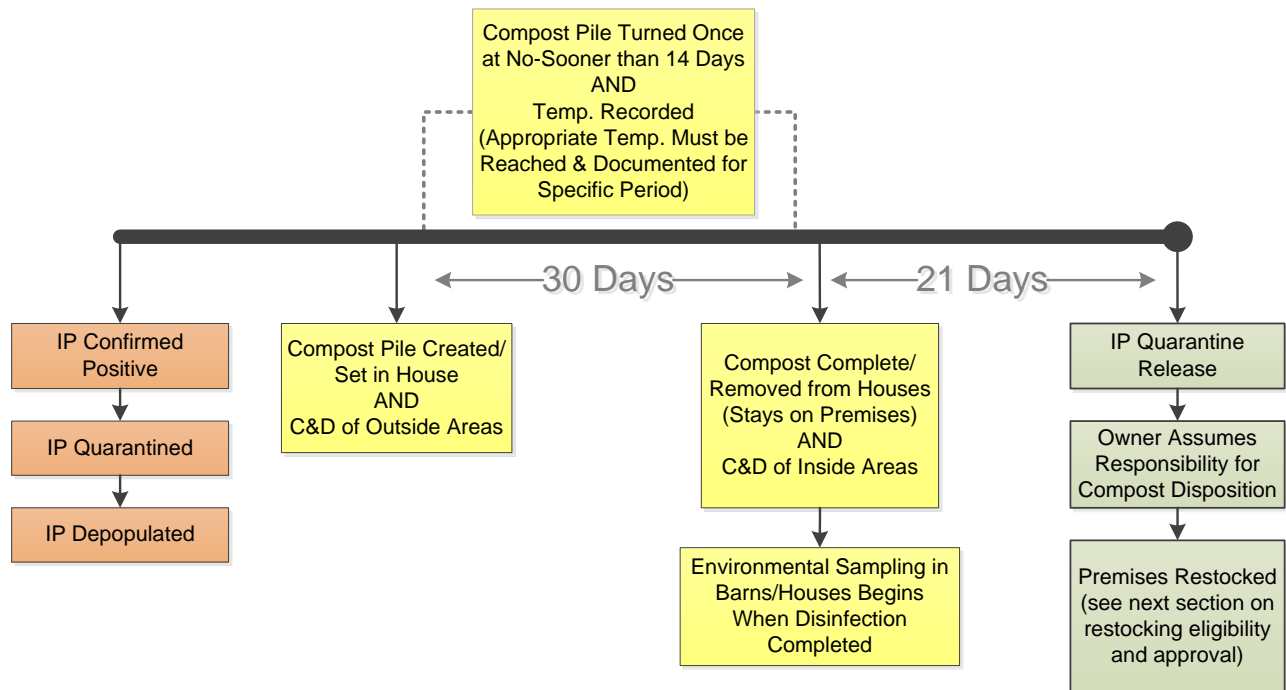 Compost Pile Turned Once
at No-Sooner than 14 Days
AND
Temp. Recorded
(Appropriate Temp. Must be
Reached & Documented for
Specific Period)
30 Days
21 Days
IP Confirmed
Positive
IP Quarantined
IP Depopulated
Compost Pile Created/
Set in House
AND
C&D of Outside Areas
Compost Complete/
Removed from Houses
(Stays on Premises)
AND
C&D of Inside Areas
Environmental Sampling in
Barns/Houses Begins
When Disinfection
Completed
IP Quarantine
Release
Owner Assumes
Responsibility for
Compost Disposition
Premises Restocked
(see next section on
restocking eligibility
and approval)